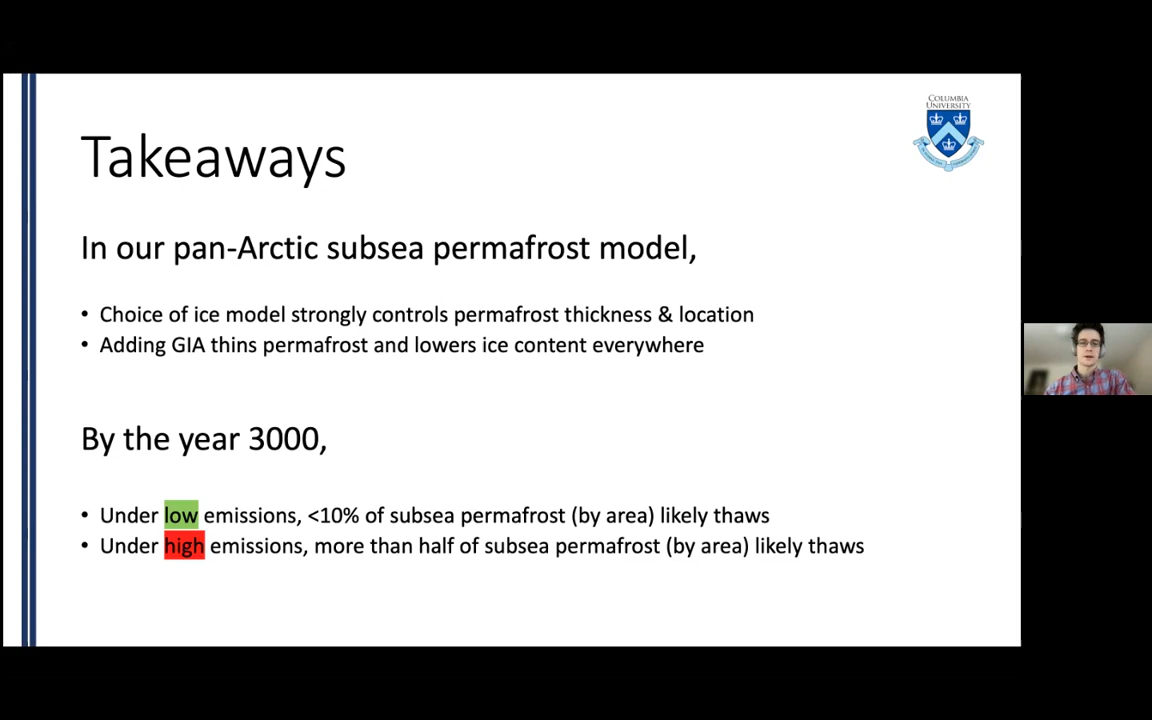 COLUMBIA
UNIVERSITY
Takeaways
In our pan-Arctic subsea permafrost model,
• Choice of ice model strongly controls permafrost thickness & location
• Adding GIA thins permafrost and lowers ice content everywhere
By the year 3000,
• Under low emissions, <10% of subsea permafrost (by area) likely thaws
• Under high emissions, more than half of subsea permafrost (by area) likely thaws